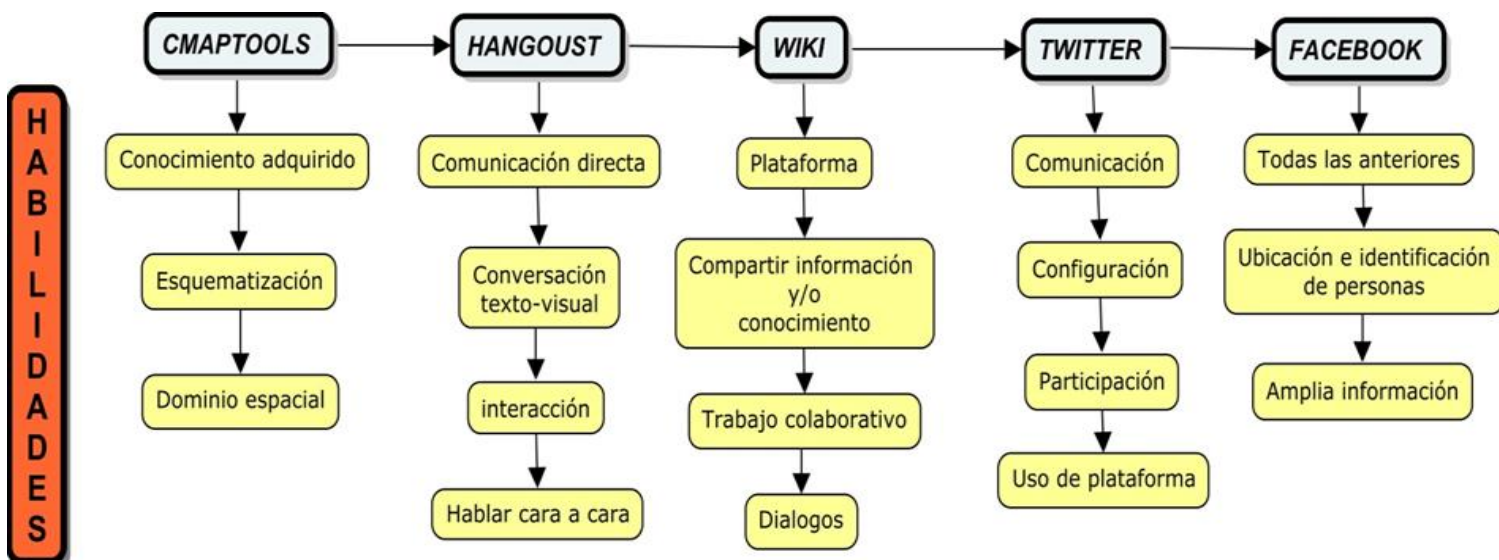 CMAPTOOLS
HANGOUST
WIKI
TWITTER
FACEBOOK
HABILIDADES
Conocimiento adquirido
Esquematización
Dominio espacial
Comunicación directa
Conversación
texto-visual
interacción
Hablar cara a cara
Plataforma
Compartir información
y/o
conocimiento
Trabajo colaborativo
Dialogos
Comunicación
Configuración
Participación
Uso de plataforma
Todas las anteriores
Ubicación e identificación
de personas
Amplia información